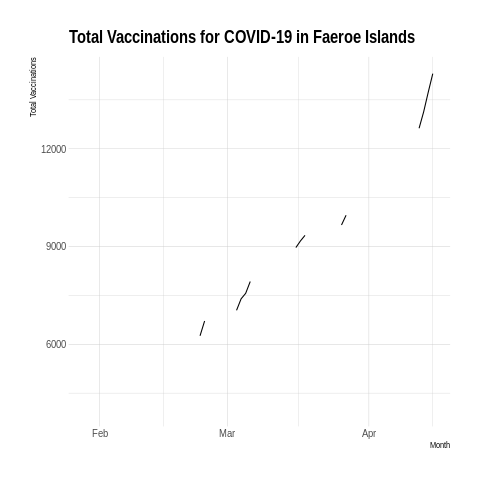 Total Vaccinations for COVID-19 in Faeroe Islands
Total Vaccinations
12000
9000
6000
Feb Mar Apr
Month